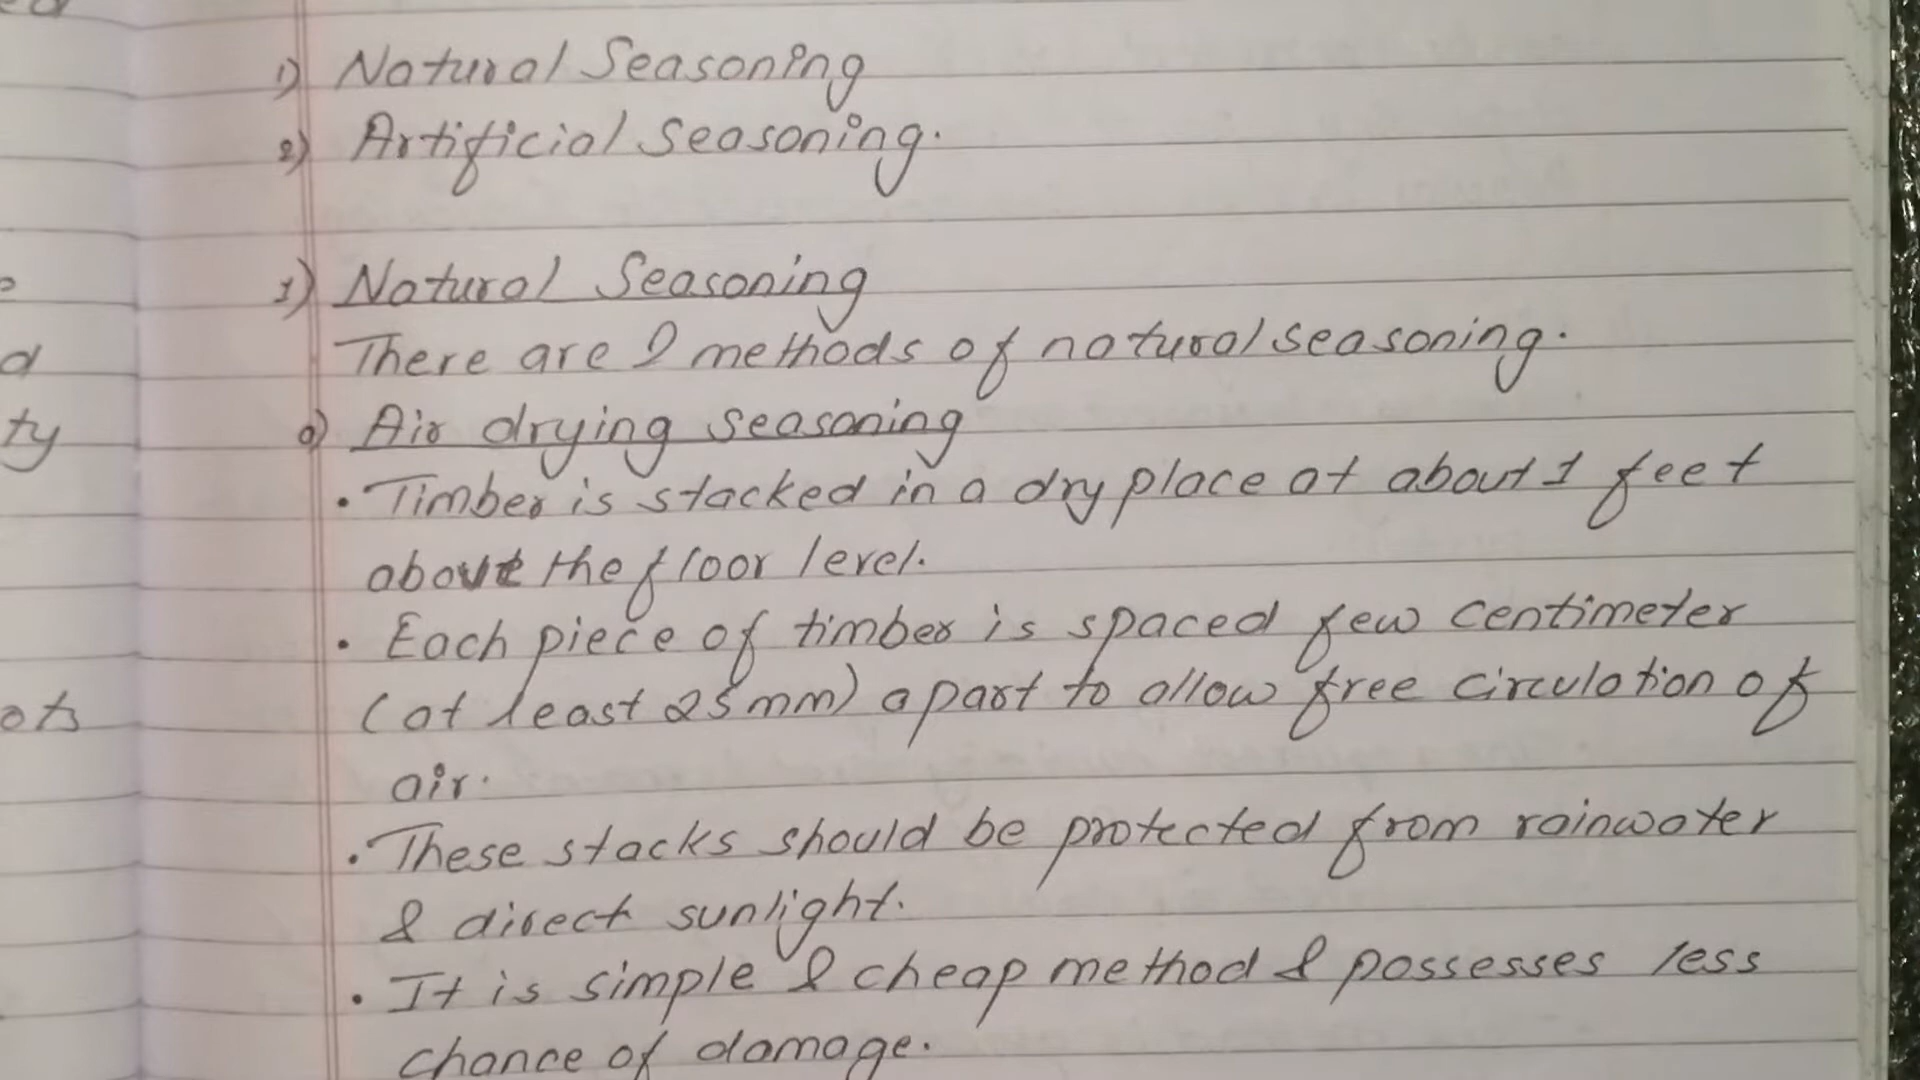 1) Natural Seasoning
2) Artificial Seasoning.
1) Natural Seasoning
There are 2 methods of natural seasoning.
a) Air drying seasoning
• Timber is stacked in a dry place at about 1 feet
above the floor level.
• Each piece of timber is spaced few centimeter
(at least 25mm) apart to allow free circulation of
air.
• These stacks should be protected from rainwater
& direct sunlight.
• It is simple & cheap method & possesses less
chance of damage.
d
ty
ots